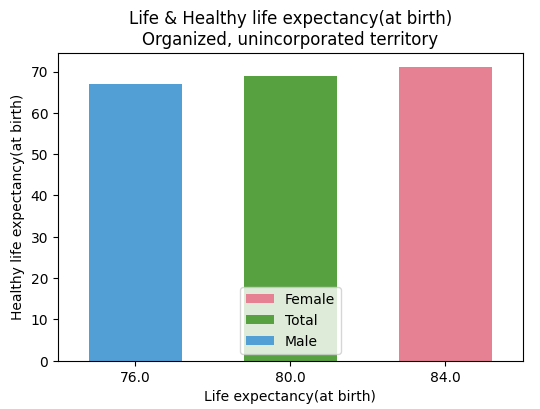 Life & Healthy life expectancy(at birth)
Organized, unincorporated territory
Healthy life expectancy(at birth)
70
60
50
40
30
20
10
0
Female
Total
Male
76.0
80.0
84.0
Life expectancy(at birth)